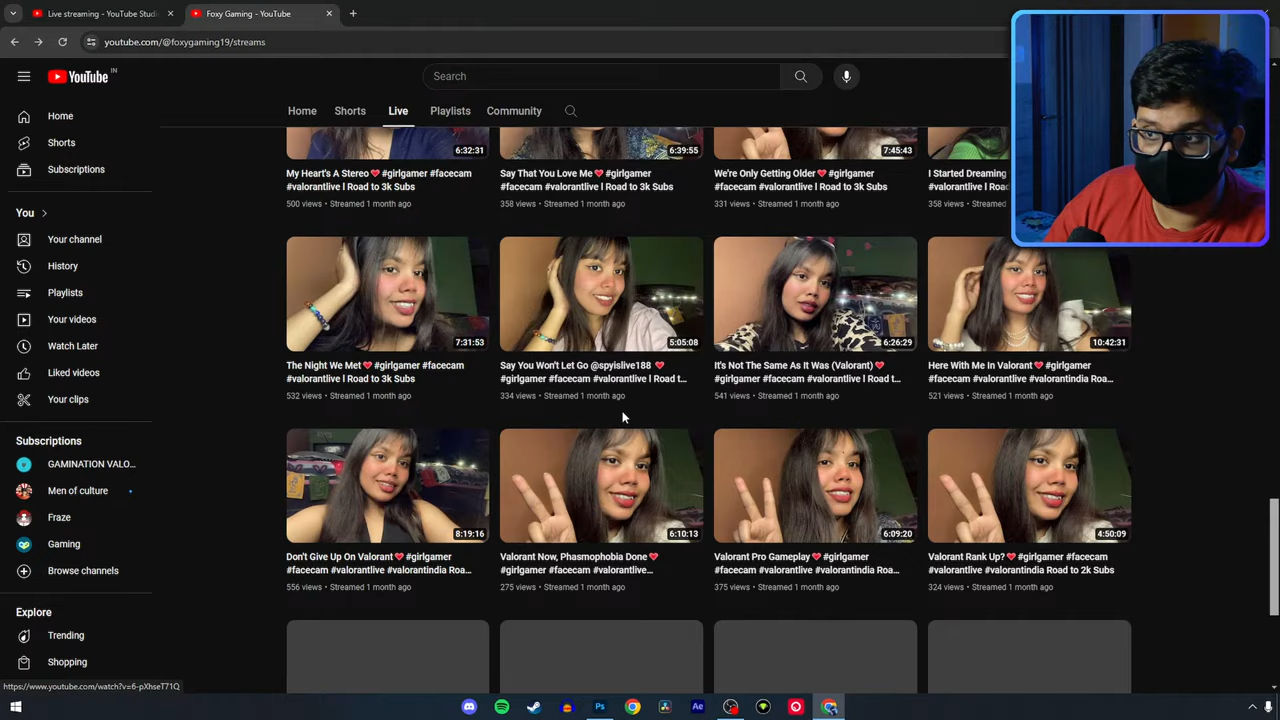 Live streaming - YouTube Studi
Foxy Gaming - YouTube
youtube.com/@foxygaming19/streams
YouTube IN
Search
Home Shorts Live Playlists Community
Home
Shorts
Subscriptions
You
Your channel
History
Playlists
Your videos
Watch Later
Liked videos
Your clips
Subscriptions
GAMINATION VALO...
Men of culture
Fraze
Gaming
Browse channels
Explore
Trending
Shopping
6:32:31
My Heart's A Stereo❤️ #girlgamer #facecam
#valorantlive l Road to 3k Subs
500 views • Streamed 1 month ago
6:39:55
Say That You Love Me❤️ #girlgamer
#facecam #valorantlive l Road to 3k Subs
358 views • Streamed 1 month ago
7:45:43
We're Only Getting Older❤️ #girlgamer
#facecam #valorantlive l Road to 3k Subs
331 views • Streamed 1 month ago
I Started Dreaming
#valorantlive l Road to 3k Subs
358 views • Streamed
7:31:53
The Night We Met❤️ #girlgamer #facecam
#valorantlive l Road to 3k Subs
532 views • Streamed 1 month ago
5:05:08
Say You Won't Let Go @spyislive188 ❤️
#girlgamer #facecam #valorantlive l Road t...
334 views • Streamed 1 month ago
6:26:29
It's Not The Same As It Was (Valorant)❤️
#girlgamer #facecam #valorantlive l Road t...
541 views • Streamed 1 month ago
10:42:31
Here With Me In Valorant❤️ #girlgamer
#facecam #valorantlive #valorantindia Roa...
521 views • Streamed 1 month ago
8:19:16
Don't Give Up On Valorant❤️ #girlgamer
#facecam #valorantlive #valorantindia Roa...
556 views • Streamed 1 month ago
6:10:13
Valorant Now, Phasmophobia Done❤️
#girlgamer #facecam #valorantlive...
275 views • Streamed 1 month ago
6:09:20
Valorant Pro Gameplay❤️ #girlgamer
#facecam #valorantlive #valorantindia Roa...
375 views • Streamed 1 month ago
4:50:09
Valorant Rank Up?❤️ #girlgamer #facecam
#valorantlive #valorantindia Road to 2k Subs
324 views • Streamed 1 month ago
https://www.youtube.com/watch?v=6-pXhseT71Q
Ps
Ae